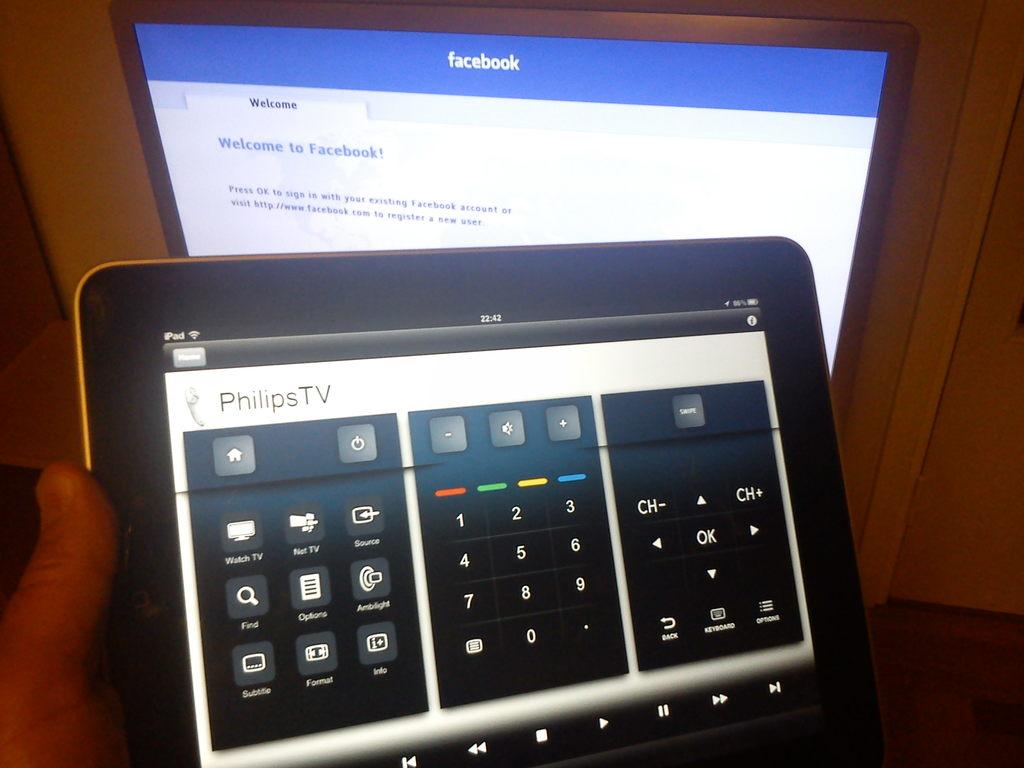 facebook
Welcome
Welcome to Facebook!
Press OK to sign in with your existing Facebook account or
visit http://www.facebook.com to register a new user.
iPad 22:42 86%
Home
PhilipsTV
- + SWIPE
Watch TV Net TV Source
Find Options Ambilight
Subtitle Format Info
1 2 3
4 5 6
7 8 9
0 .
CH- CH+
OK
BACK KEYBOARD OPTIONS